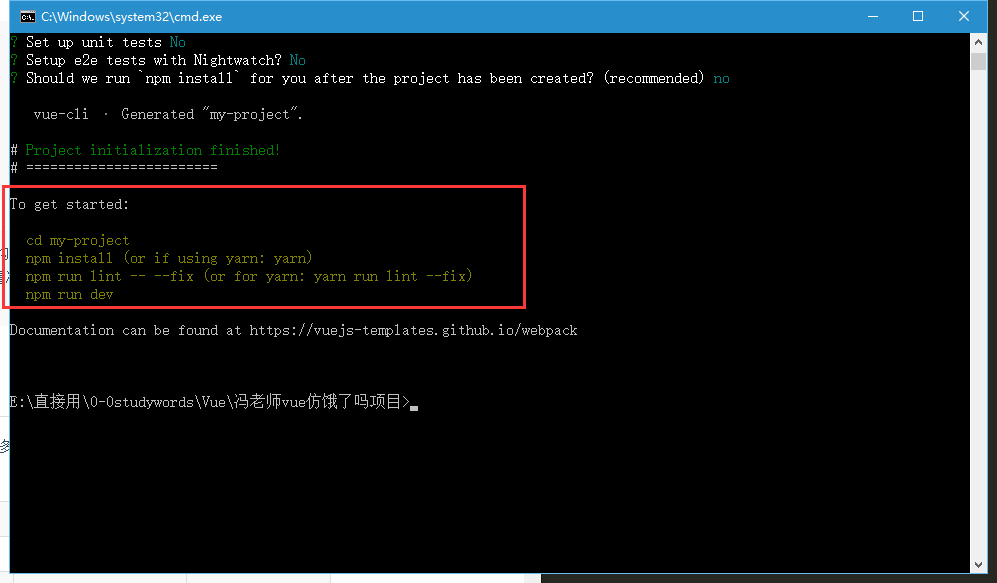 C:\Windows\system32\cmd.exe
? Set up unit tests No
? Setup e2e tests with Nightwatch? No
? Should we run `npm install` for you after the project has been created? (recommended) no
vue-cli · Generated "my-project".
# Project initialization finished!
# ========================
To get started:
cd my-project
npm install (or if using yarn: yarn)
npm run lint -- --fix (or for yarn: yarn run lint --fix)
npm run dev
Documentation can be found at https://vuejs-templates.github.io/webpack
E:\直接用\0-0studywords\Vue\冯老师vue仿饿了吗项目>
多